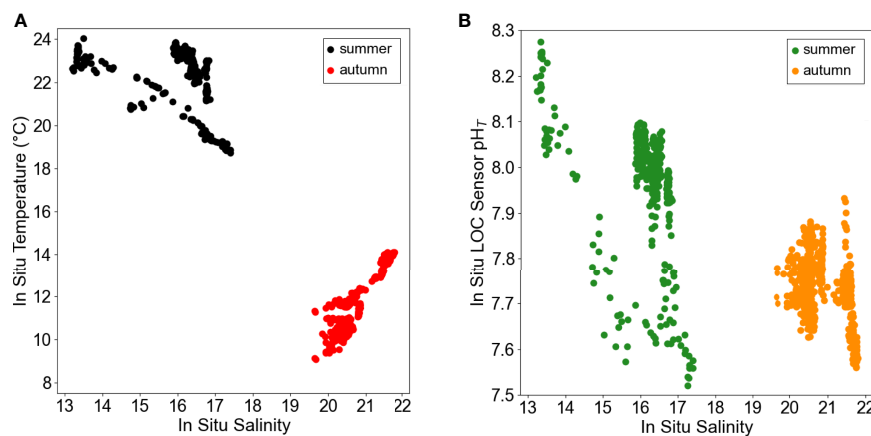 A
In Situ Temperature (°C)
24
22
20
18
16
14
12
10
8
13 14 15 16 17 18 19 20 21 22
In Situ Salinity
summer
autumn
B
In Situ LOC Sensor pH_T
8.3
8.2
8.1
8.0
7.9
7.8
7.7
7.6
7.5
13 14 15 16 17 18 19 20 21 22
In Situ Salinity
summer
autumn